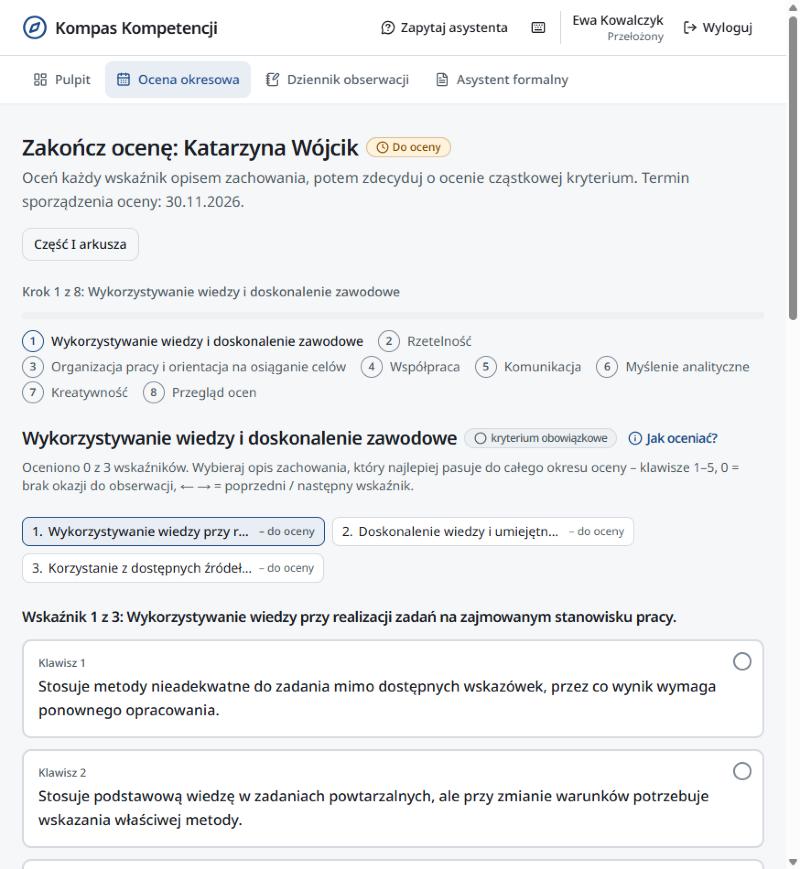 Kompas Kompetencji
Zapytaj asystenta
Ewa Kowalczyk
Przełożony
Wyloguj
Pulpit
Ocena okresowa
Dziennik obserwacji
Asystent formalny
Zakończ ocenę: Katarzyna Wójcik
Do oceny
Oceń każdy wskaźnik opisem zachowania, potem zdecyduj o ocenie cząstkowej kryterium. Termin
sporządzenia oceny: 30.11.2026.
Część I arkusza
Krok 1 z 8: Wykorzystywanie wiedzy i doskonalenie zawodowe
1 Wykorzystywanie wiedzy i doskonalenie zawodowe
2 Rzetelność
3 Organizacja pracy i orientacja na osiąganie celów
4 Współpraca
5 Komunikacja
6 Myślenie analityczne
7 Kreatywność
8 Przegląd ocen
Wykorzystywanie wiedzy i doskonalenie zawodowe
kryterium obowiązkowe
Jak oceniać?
Oceniono 0 z 3 wskaźników. Wybieraj opis zachowania, który najlepiej pasuje do całego okresu oceny – klawisze 1–5, 0 =
brak okazji do obserwacji, ← → = poprzedni / następny wskaźnik.
1. Wykorzystywanie wiedzy przy r... – do oceny
2. Doskonalenie wiedzy i umiejętn... – do oceny
3. Korzystanie z dostępnych źródeł... – do oceny
Wskaźnik 1 z 3: Wykorzystywanie wiedzy przy realizacji zadań na zajmowanym stanowisku pracy.
Klawisz 1
Stosuje metody nieadekwatne do zadania mimo dostępnych wskazówek, przez co wynik wymaga
ponownego opracowania.
Klawisz 2
Stosuje podstawową wiedzę w zadaniach powtarzalnych, ale przy zmianie warunków potrzebuje
wskazania właściwej metody.